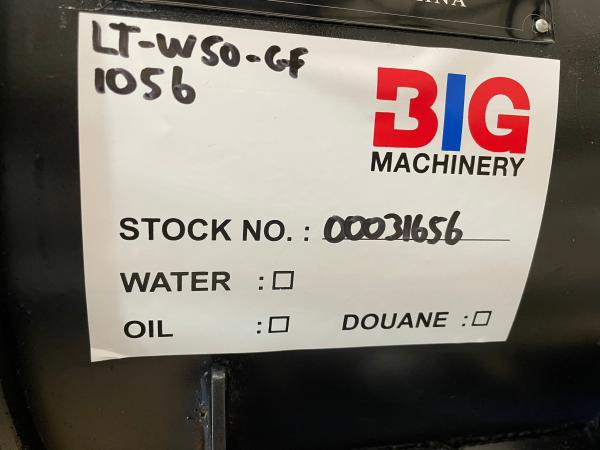 LT-W50-GF
1056
BIG
MACHINERY
STOCK NO. : 00031656
WATER :
OIL : DOUANE :